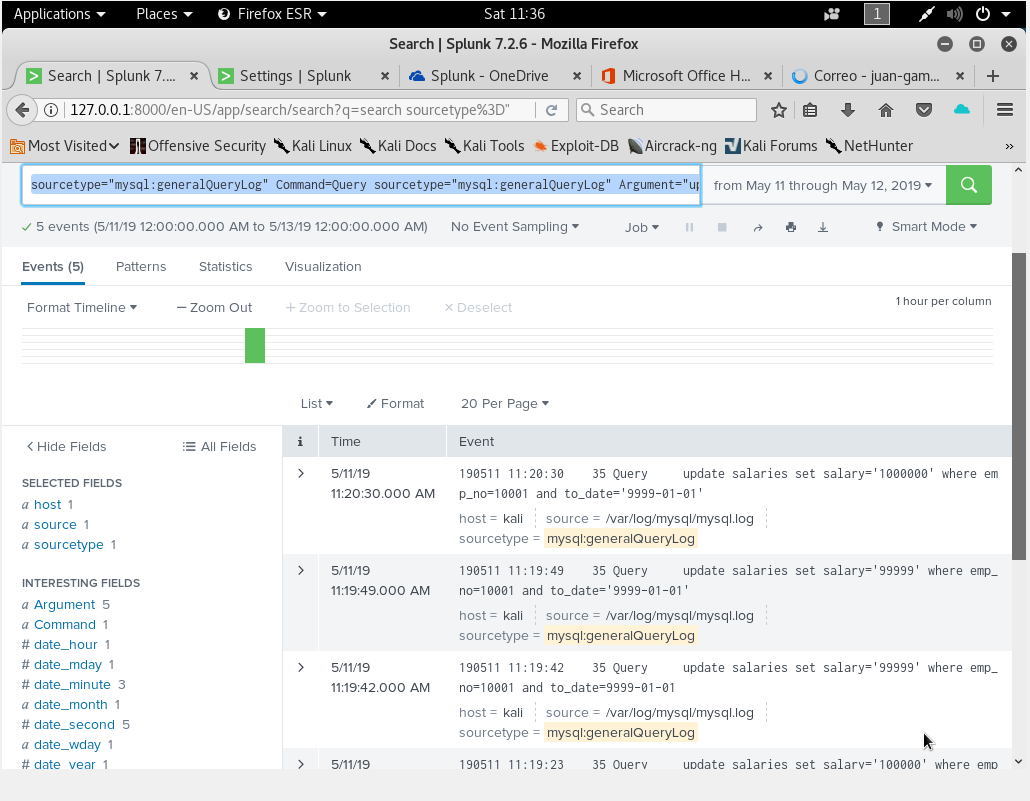 Applications Places Firefox ESR Sat 11:36 1
Search | Splunk 7.2.6 - Mozilla Firefox
Search | Splunk 7.... Settings | Splunk Splunk - OneDrive Microsoft Office H... Correo - juan-gam...
127.0.0.1:8000/en-US/app/search/search?q=search sourcetype%3D" Search
Most Visited Offensive Security Kali Linux Kali Docs Kali Tools Exploit-DB Aircrack-ng Kali Forums NetHunter »
sourcetype="mysql:generalQueryLog" Command=Query sourcetype="mysql:generalQueryLog" Argument="up from May 11 through May 12, 2019
5 events (5/11/19 12:00:00.000 AM to 5/13/19 12:00:00.000 AM) No Event Sampling Job Smart Mode
Events (5) Patterns Statistics Visualization
Format Timeline — Zoom Out + Zoom to Selection × Deselect 1 hour per column
List Format 20 Per Page
Hide Fields All Fields
SELECTED FIELDS
a host 1
a source 1
a sourcetype 1
INTERESTING FIELDS
a Argument 5
a Command 1
# date_hour 1
# date_mday 1
# date_minute 3
a date_month 1
# date_second 5
a date_wday 1
# date_year 1
i Time Event
5/11/19 190511 11:20:30 35 Query update salaries set salary='1000000' where em
11:20:30.000 AM p_no=10001 and to_date='9999-01-01'
host = kali source = /var/log/mysql/mysql.log
sourcetype = mysql:generalQueryLog
5/11/19 190511 11:19:49 35 Query update salaries set salary='99999' where emp_
11:19:49.000 AM no=10001 and to_date='9999-01-01'
host = kali source = /var/log/mysql/mysql.log
sourcetype = mysql:generalQueryLog
5/11/19 190511 11:19:42 35 Query update salaries set salary='99999' where emp_
11:19:42.000 AM no=10001 and to_date=9999-01-01
host = kali source = /var/log/mysql/mysql.log
sourcetype = mysql:generalQueryLog
5/11/19 190511 11:19:23 35 Query update salaries set salary='100000' where emp